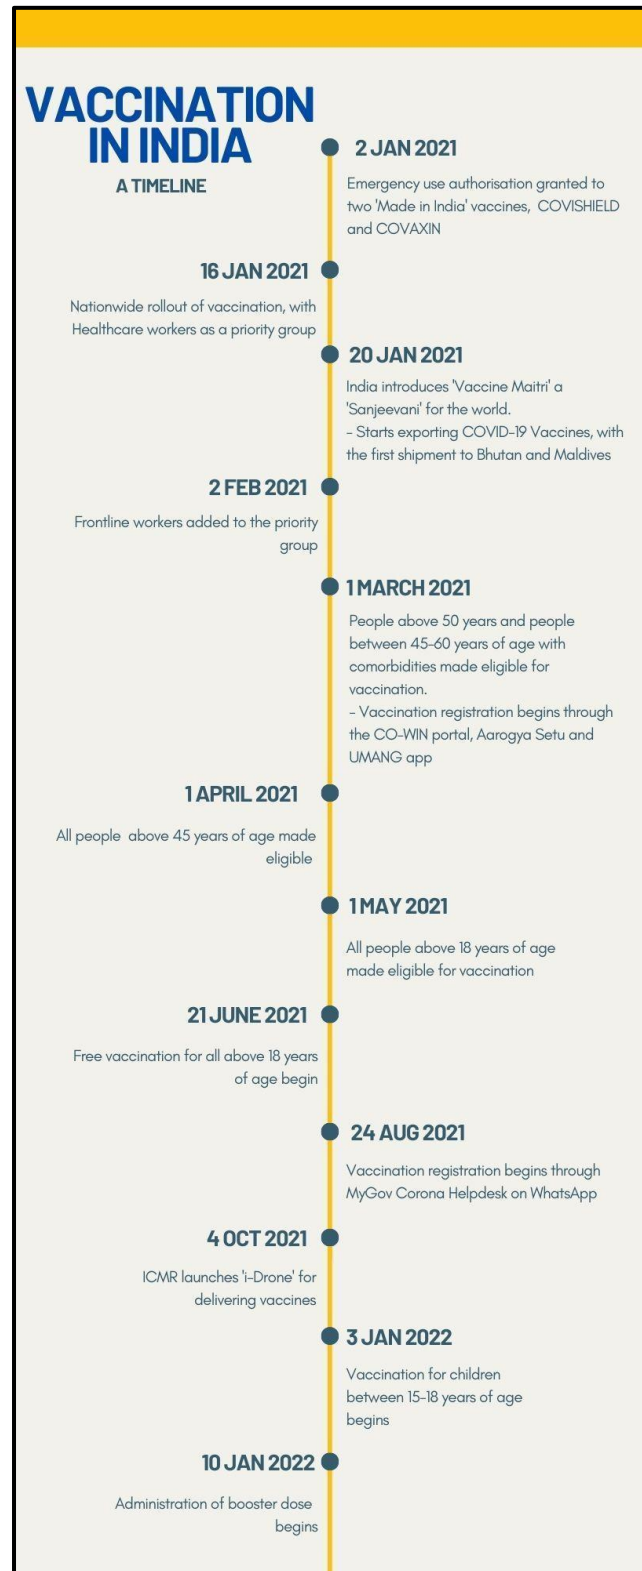 VACCINATION
IN INDIA
A TIMELINE
2 JAN 2021
Emergency use authorisation granted to
two 'Made in India' vaccines, COVISHIELD
and COVAXIN
16 JAN 2021
Nationwide rollout of vaccination, with
Healthcare workers as a priority group
20 JAN 2021
India introduces 'Vaccine Maitri' a
'Sanjeevani' for the world.
- Starts exporting COVID-19 Vaccines, with
the first shipment to Bhutan and Maldives
2 FEB 2021
Frontline workers added to the priority
group
1 MARCH 2021
People above 50 years and people
between 45-60 years of age with
comorbidities made eligible for
vaccination.
- Vaccination registration begins through
the CO-WIN portal, Aarogya Setu and
UMANG app
1 APRIL 2021
All people above 45 years of age made
eligible
1 MAY 2021
All people above 18 years of age
made eligible for vaccination
21 JUNE 2021
Free vaccination for all above 18 years
of age begin
24 AUG 2021
Vaccination registration begins through
MyGov Corona Helpdesk on WhatsApp
4 OCT 2021
ICMR launches 'i-Drone' for
delivering vaccines
3 JAN 2022
Vaccination for children
between 15-18 years of age
begins
10 JAN 2022
Administration of booster dose
begins